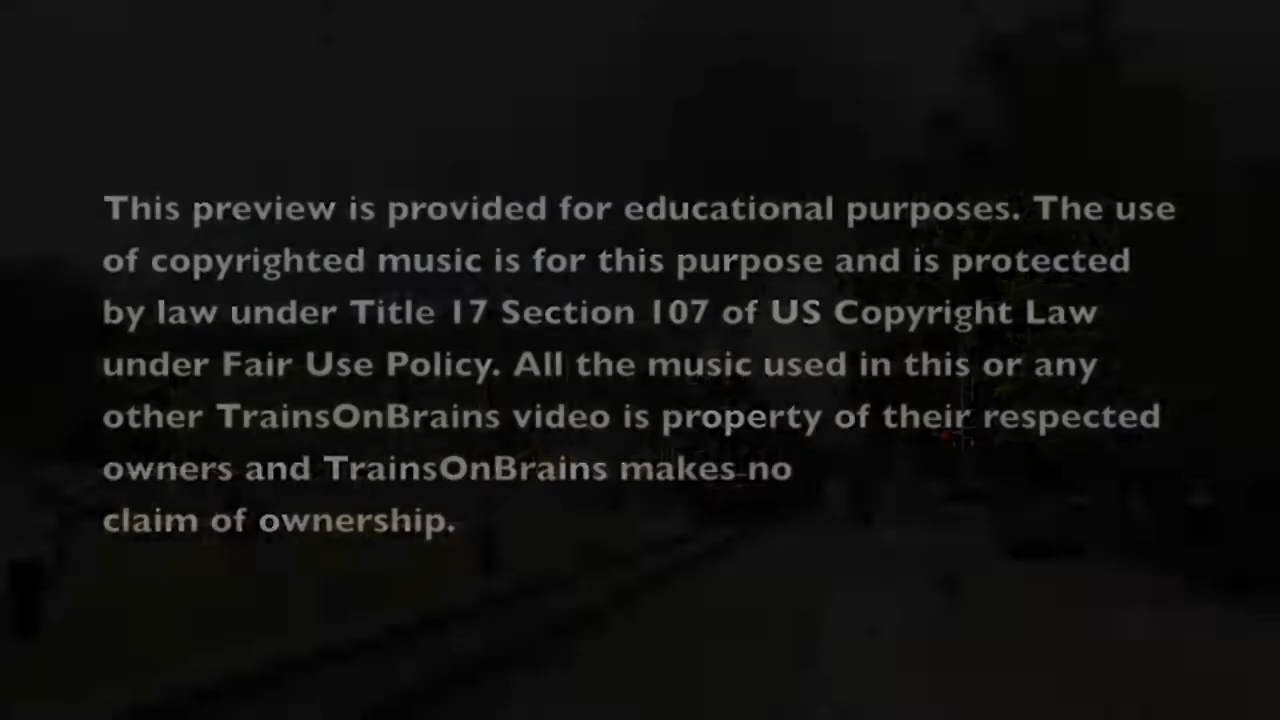 This preview is provided for educational purposes. The use
of copyrighted music is for this purpose and is protected
by law under Title 17 Section 107 of US Copyright Law
under Fair Use Policy. All the music used in this or any
other TrainsOnBrains video is property of their respected
owners and TrainsOnBrains makes no
claim of ownership.